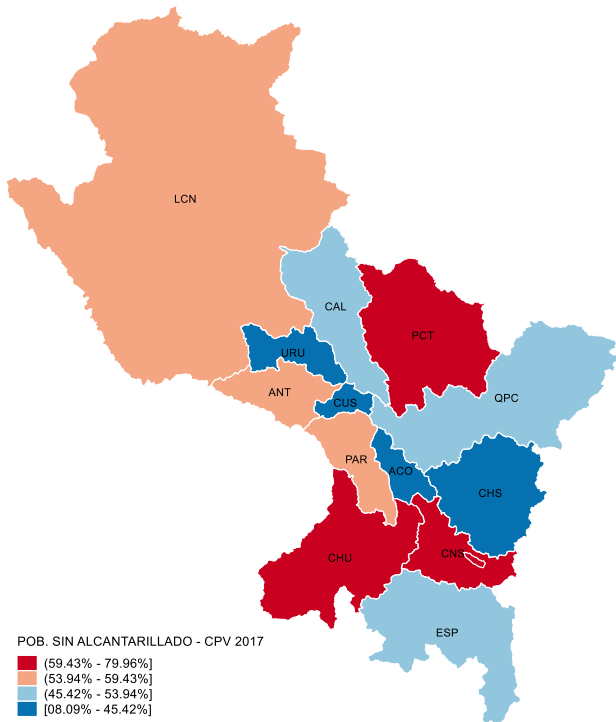 LCN
CAL
PCT
URU
ANT
QPC
CUS
PAR
ACO
CHS
CNS
CHU
ESP
POB. SIN ALCANTARILLADO - CPV 2017
(59.43% - 79.96%]
(53.94% - 59.43%]
(45.42% - 53.94%]
[08.09% - 45.42%]